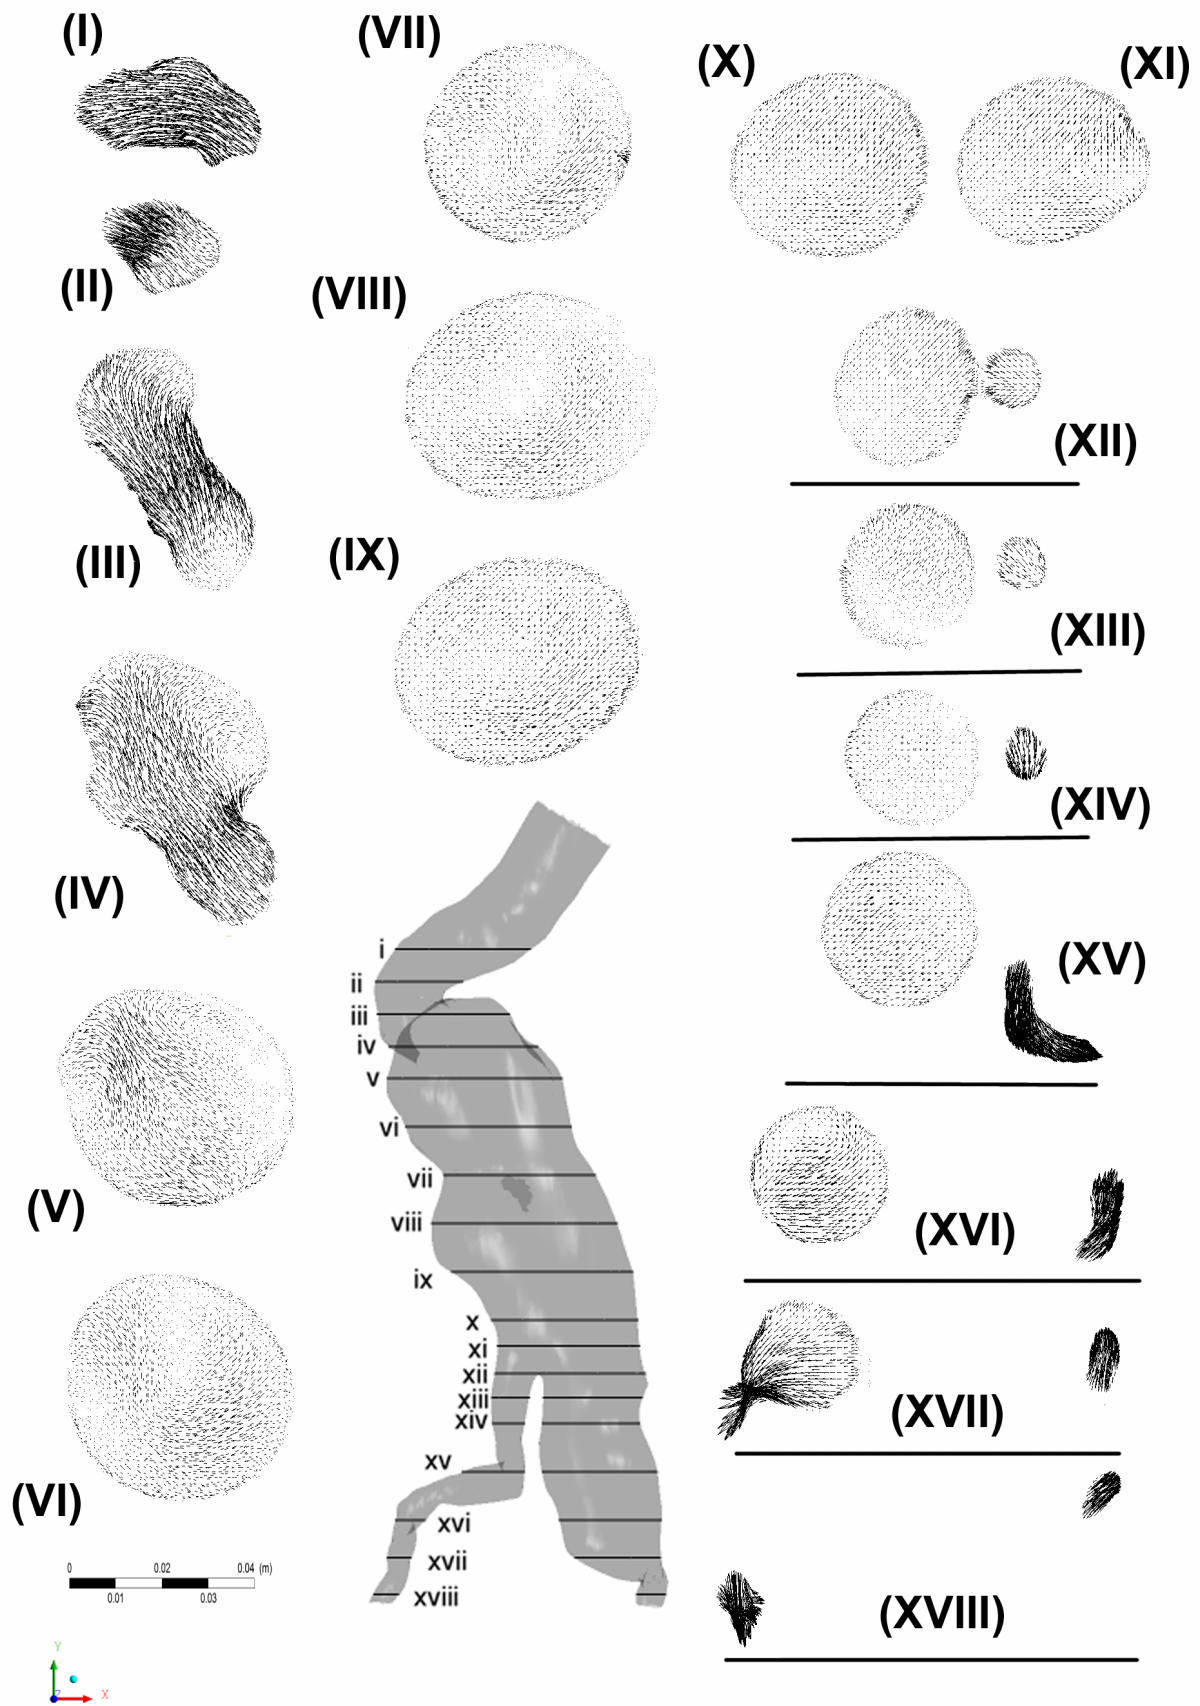 (I)
(II)
(III)
(IV)
(V)
(VI)
0 0.02 0.04 (m)
0.01 0.03
Y
Z X
(VII)
(VIII)
(IX)
i
ii
iii
iv
v
vi
vii
viii
ix
x
xi
xii
xiii
xiv
xv
xvi
xvii
xviii
(X) (XI)
(XII)
(XIII)
(XIV)
(XV)
(XVI)
(XVII)
(XVIII)